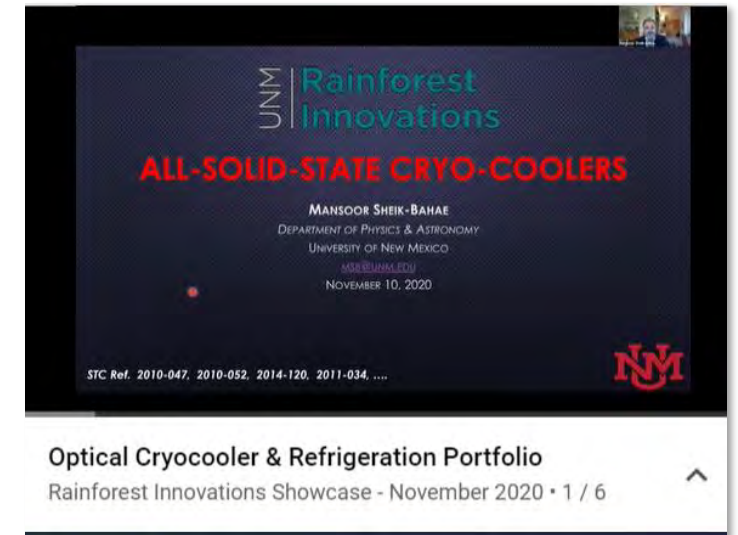 UNM
Rainforest
Innovations
ALL-SOLID-STATE CRYO-COOLERS
MANSOOR SHEIK-BAHAE
DEPARTMENT OF PHYSICS & ASTRONOMY
UNIVERSITY OF NEW MEXICO
MSB@UNM.EDU
NOVEMBER 10, 2020
STC Ref. 2010-047, 2010-052, 2014-120, 2011-034, ....
NM
Optical Cryocooler & Refrigeration Portfolio
Rainforest Innovations Showcase - November 2020 • 1 / 6